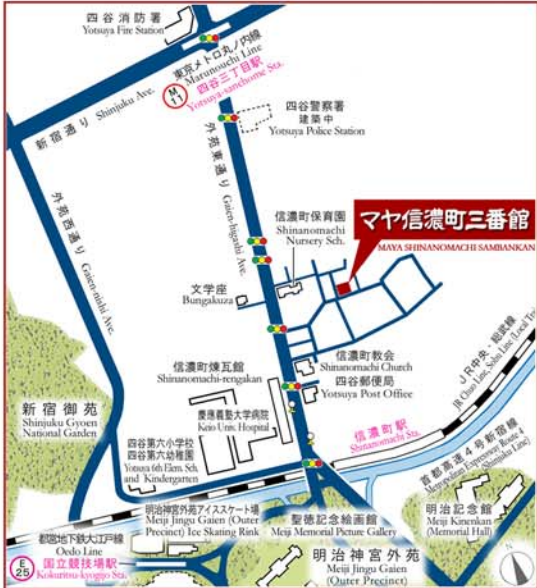 四谷消防署
Yotsuya Fire Station
東京メトロ丸ノ内線
Marunouchi Line
M
11
四谷三丁目駅
Yotsuya-sanchome Sta.
新宿通り Shinjuku Ave.
四谷警察署
建築中
Yotsuya Police Station
外苑東通り
Gaien-higashi Ave.
外苑西通り
Gaien-nishi Ave.
信濃町保育園
Shinanomachi
Nursery Sch.
マヤ信濃町三番館
MAYA SHINANOMACHI SAMBANKAN
文学座
Bungakuza
信濃町教会
Shinanomachi Church
四谷郵便局
Yotsuya Post Office
信濃町煉瓦館
Shinanomachi-rengakan
慶應義塾大学病院
Keio Univ. Hospital
JR中央・総武線
JR Chuo Line, Sobu Line (Local Train)
新宿御苑
Shinjuku Gyoen
National Garden
四谷第六小学校
四谷第六幼稚園
Yotsuya 6th Elem. Sch.
and Kindergarten
信濃町駅
Shinanomachi Sta.
首都高速4号新宿線
Metropolitan Expressway Route 4
(Shinjuku Line)
明治神宮外苑アイススケート場
Meiji Jingu Gaien (Outer
Precinct) Ice Skating Rink
聖徳記念絵画館
Meiji Memorial Picture Gallery
明治記念館
Meiji Kinenkan
(Memorial Hall)
都営地下鉄大江戸線
Oedo Line
E
25
国立競技場駅
Kokuritsu-kyogijo Sta.
明治神宮外苑
Meiji Jingu Gaien
(Outer Precinct)
N